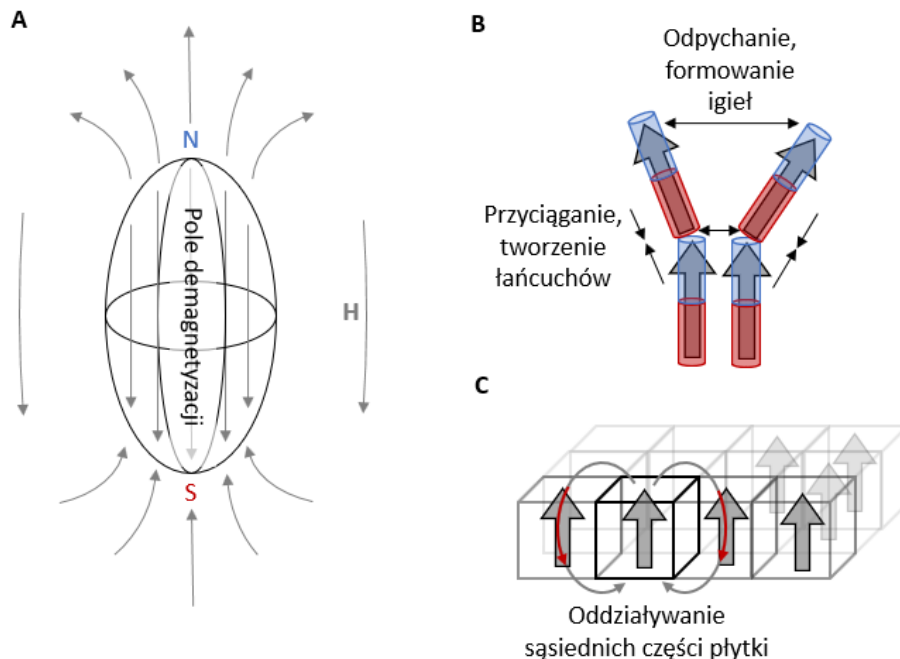 A
N
Pole demagnetyzacji
H
S
B
Odpychanie,
formowanie
igieł
Przyciąganie,
tworzenie
łańcuchów
C
Oddziaływanie
sąsiednich części płytki